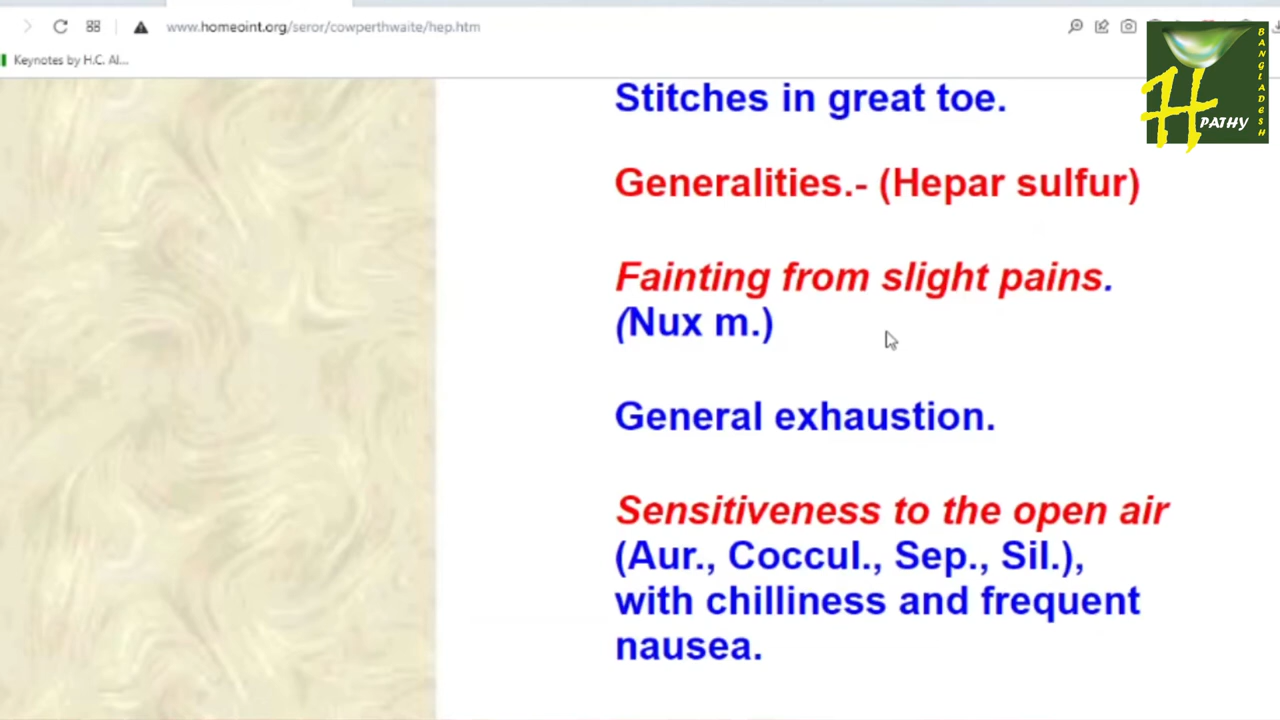 www.homeoint.org/seror/cowperthwaite/hep.htm
Keynotes by H.C. Al...
H
PATHY
BANGLADESH
Stitches in great toe.
Generalities.- (Hepar sulfur)
Fainting from slight pains.
(Nux m.)
General exhaustion.
Sensitiveness to the open air
(Aur., Coccul., Sep., Sil.),
with chilliness and frequent
nausea.